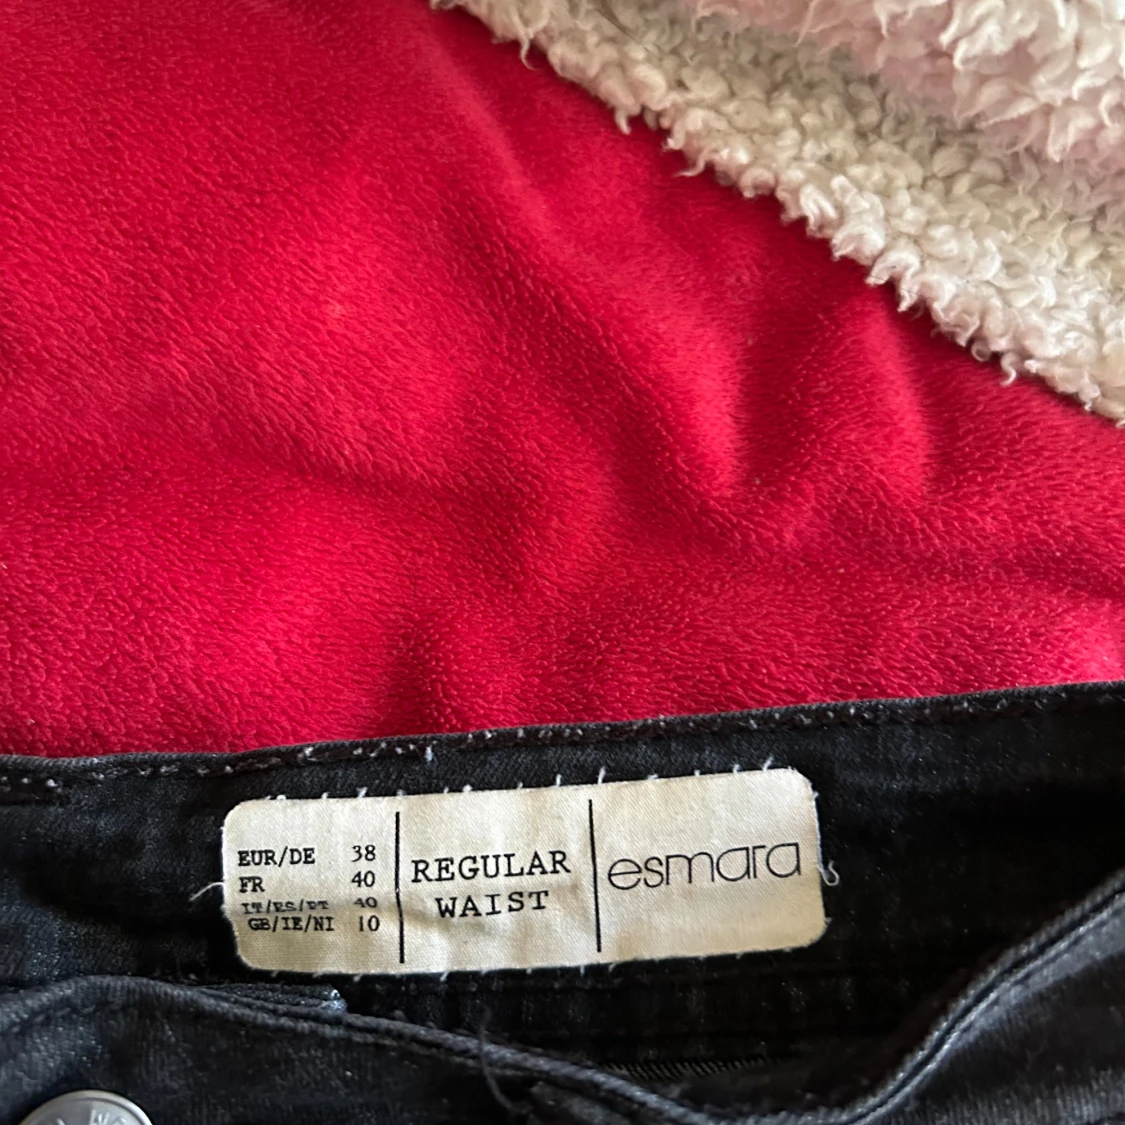 EUR/DE 38
FR 40
IT/ES/PT 40
GB/IE/NI 10
REGULAR
WAIST
esmara